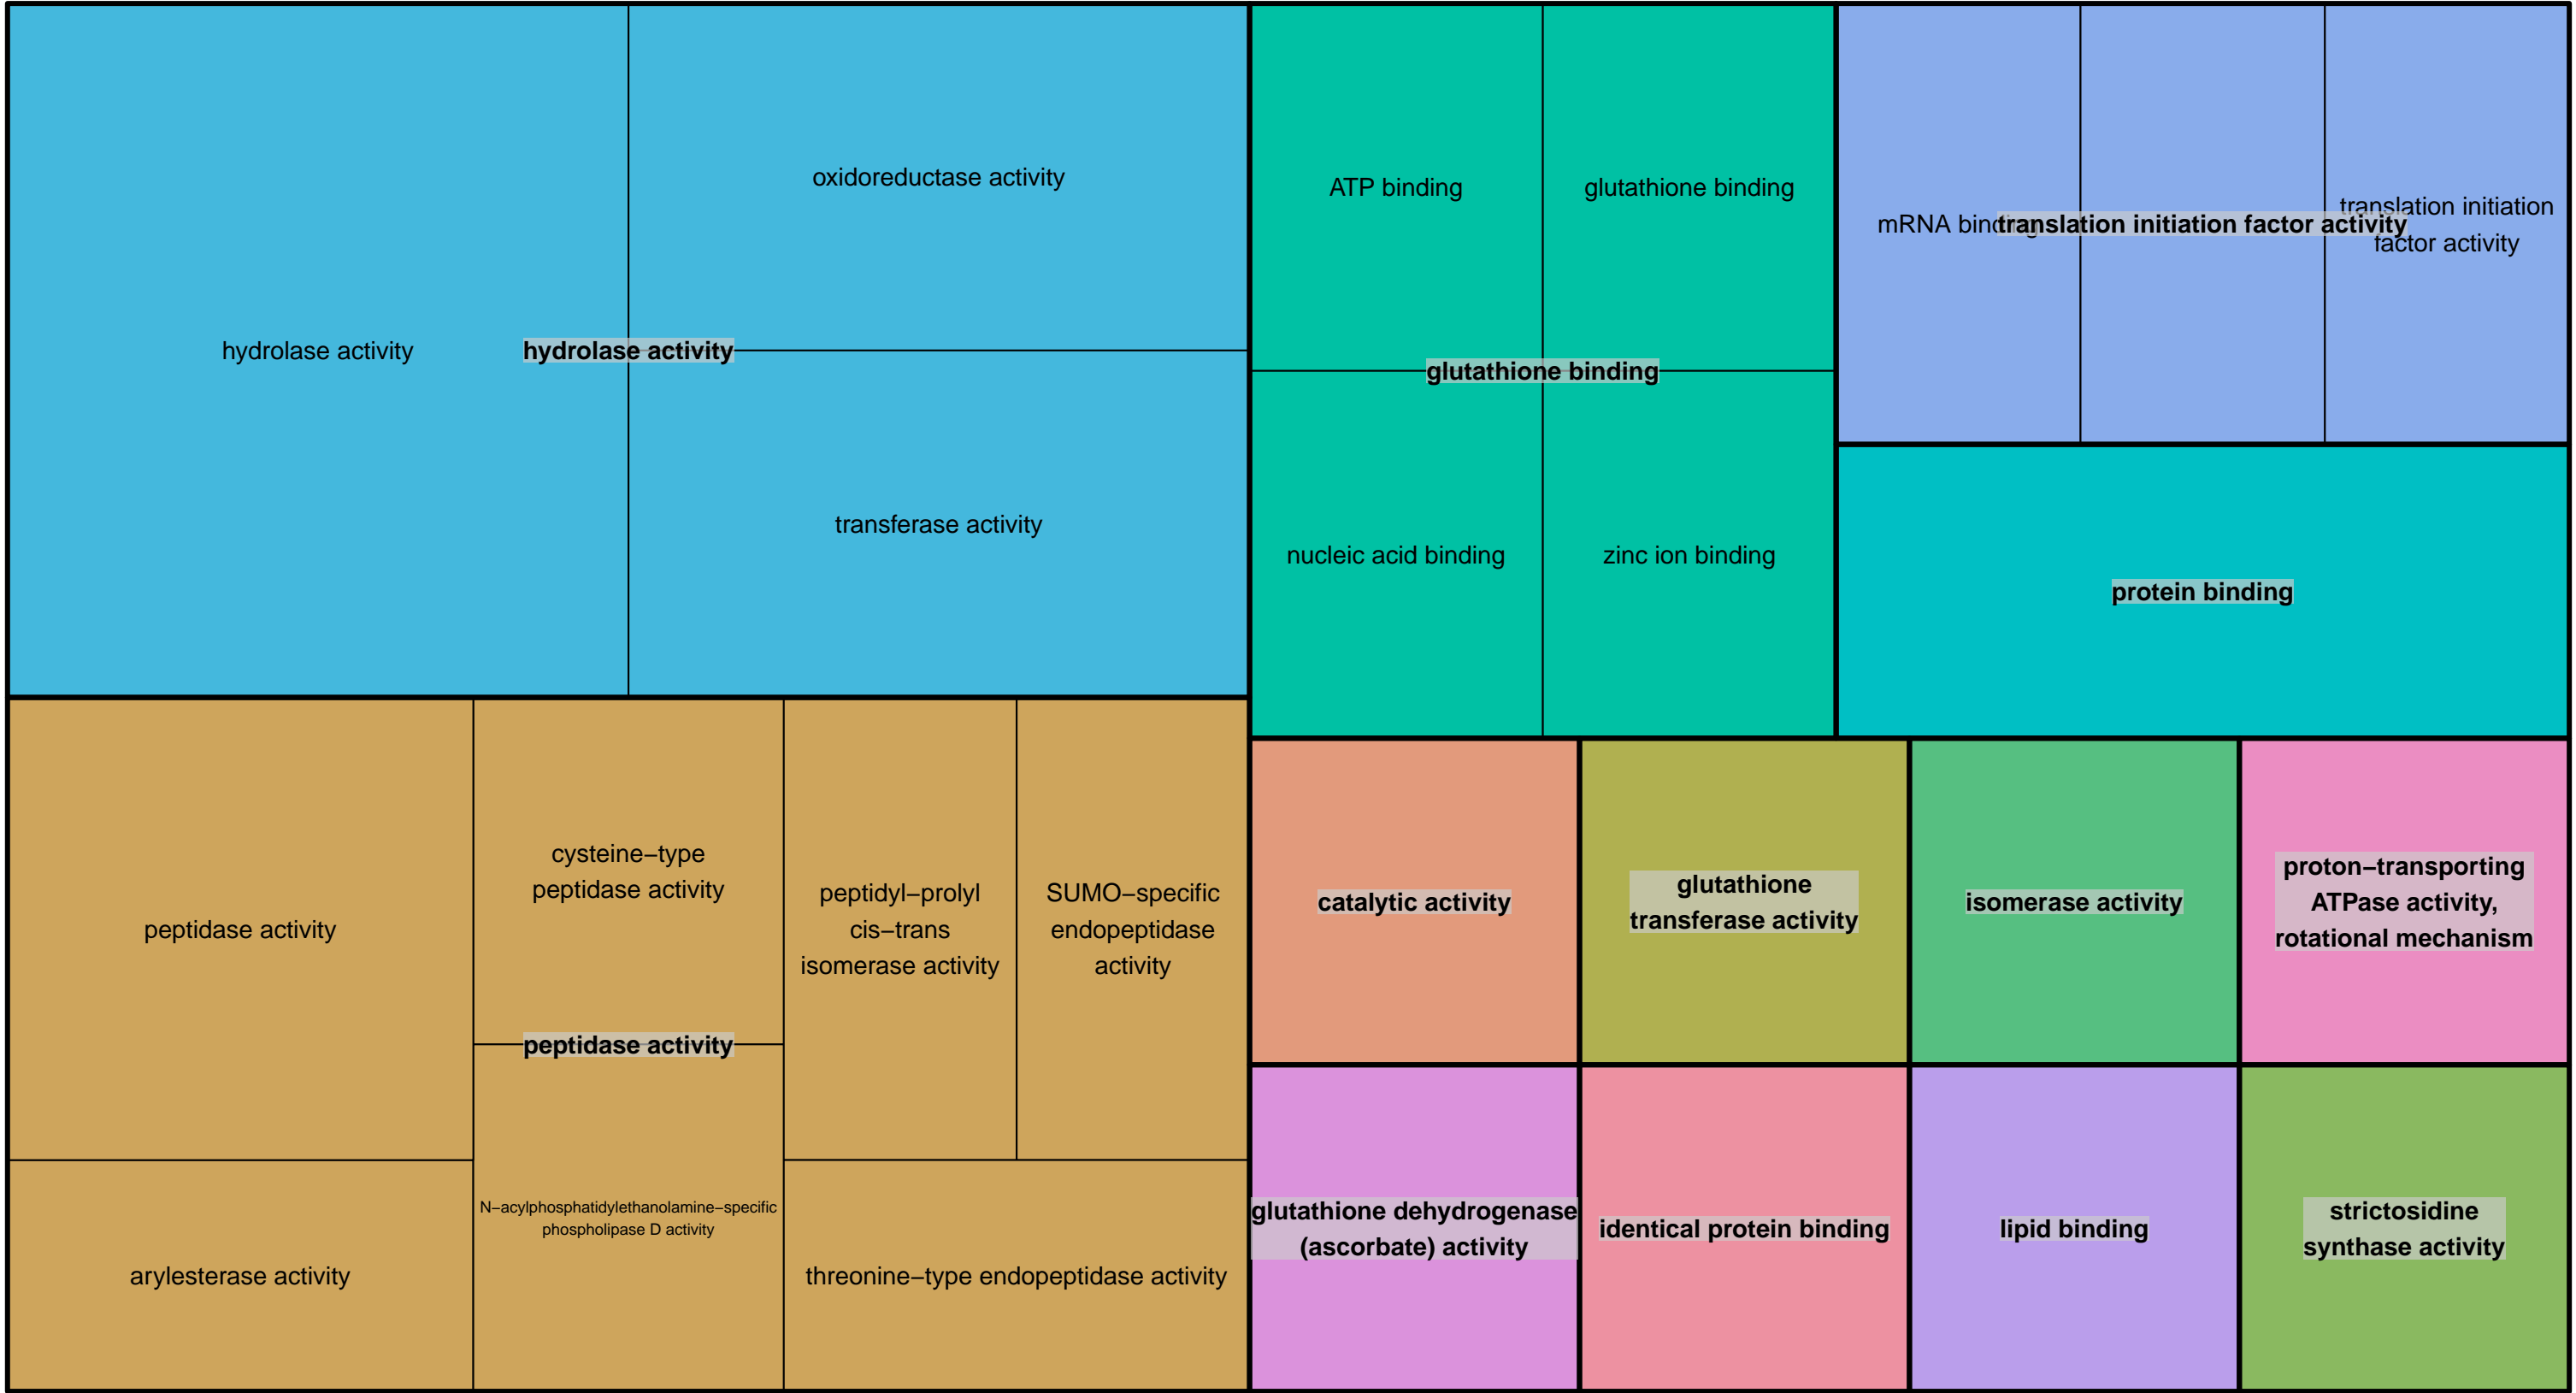 oxidoreductase activity
hydrolase activity
hydrolase activity
transferase activity
ATP binding
glutathione binding
glutathione binding
nucleic acid binding
zinc ion binding
mRNA binding
translation initiation factor activity
translation initiation
factor activity
protein binding
peptidase activity
cysteine−type
peptidase activity
peptidyl−prolyl
cis−trans
isomerase activity
SUMO−specific
endopeptidase
activity
peptidase activity
arylesterase activity
N−acylphosphatidylethanolamine−specific
phospholipase D activity
threonine−type endopeptidase activity
catalytic activity
glutathione
transferase activity
isomerase activity
proton−transporting
ATPase activity,
rotational mechanism
glutathione dehydrogenase
(ascorbate) activity
identical protein binding
lipid binding
strictosidine
synthase activity